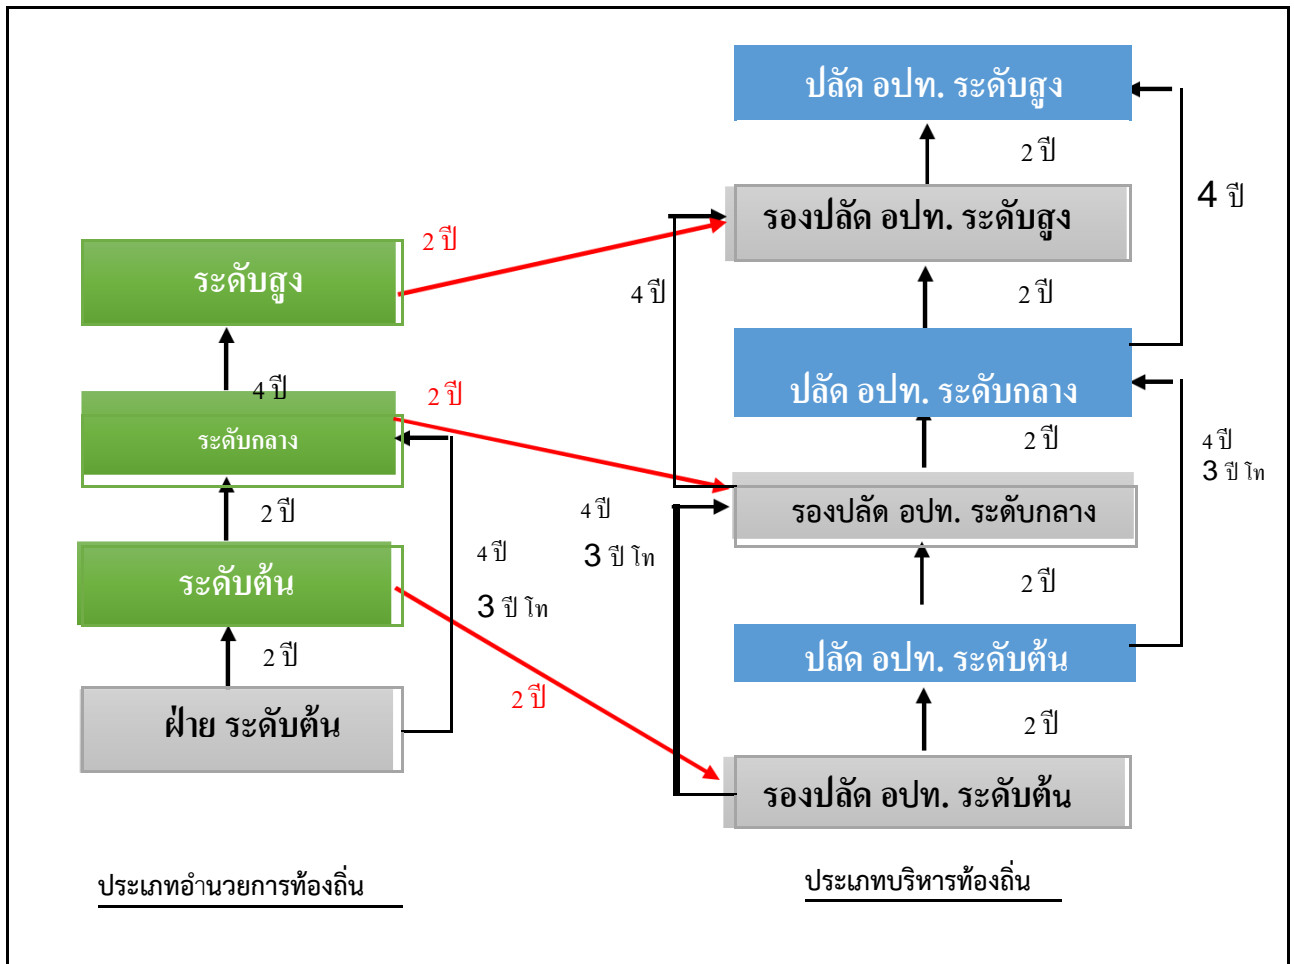 ปลัด อปท. ระดับสูง
2 ปี
4 ปี
รองปลัด อปท. ระดับสูง
2 ปี
ระดับสูง
4 ปี
2 ปี
4 ปี
2 ปี
ปลัด อปท. ระดับกลาง
ระดับกลาง
2 ปี
4 ปี
3 ปี โท
2 ปี
4 ปี
3 ปี โท
รองปลัด อปท. ระดับกลาง
4 ปี
3 ปี โท
ระดับต้น
2 ปี
2 ปี
ปลัด อปท. ระดับต้น
2 ปี
ฝ่าย ระดับต้น
2 ปี
รองปลัด อปท. ระดับต้น
ประเภทอำนวยการท้องถิ่น
ประเภทบริหารท้องถิ่น